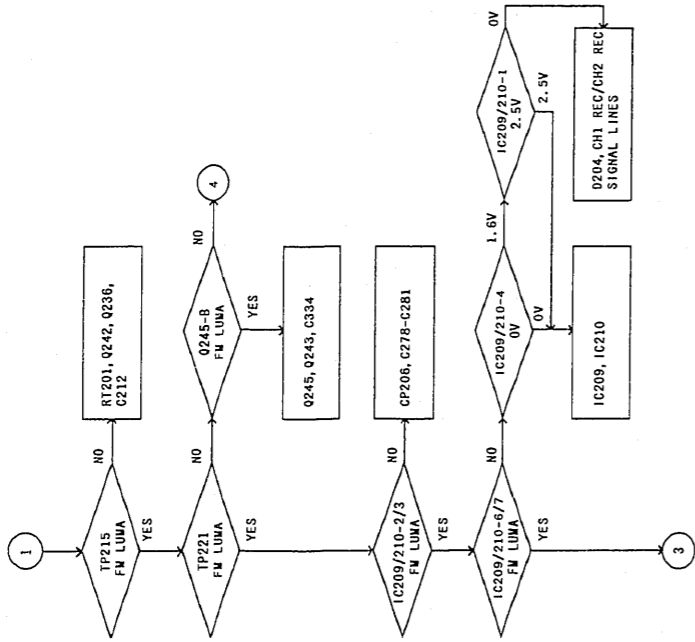 1
TP215
FM LUMA
NO
YES
RT201, Q242, Q236,
C212
TP221
FM LUMA
NO
YES
Q245-B
FM LUMA
NO
4
YES
Q245, Q243, C334
IC209/210-2/3
FM LUMA
NO
YES
CP206, C278-C281
IC209/210-6/7
FM LUMA
NO
YES
IC209/210-4
0V
1.6V
0V
IC209, IC210
IC209/210-1
2.5V
0V
2.5V
D204, CH1 REC/CH2 REC
SIGNAL LINES
3